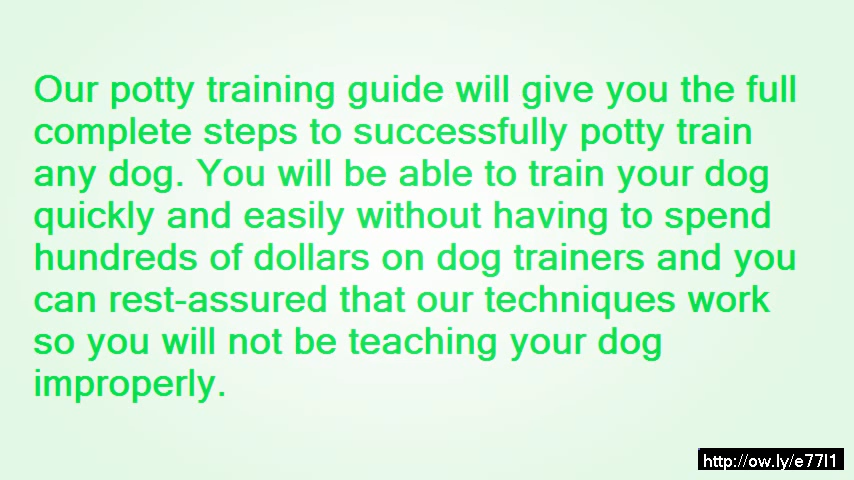 Our potty training guide will give you the full
complete steps to successfully potty train
any dog. You will be able to train your dog
quickly and easily without having to spend
hundreds of dollars on dog trainers and you
can rest-assured that our techniques work
so you will not be teaching your dog
improperly.
http://ow.ly/e77l1